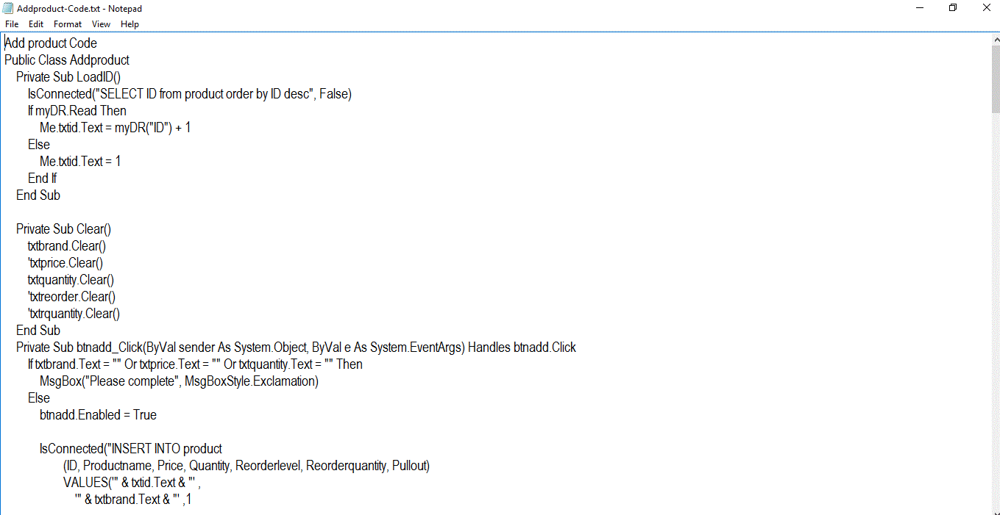 Addproduct-Code.txt - Notepad
File Edit Format View Help
Add product Code
Public Class Addproduct
Private Sub LoadID()
IsConnected("SELECT ID from product order by ID desc", False)
If myDR.Read Then
Me.txtid.Text = myDR("ID") + 1
Else
Me.txtid.Text = 1
End If
End Sub
Private Sub Clear()
txtbrand.Clear()
'txtprice.Clear()
txtquantity.Clear()
'txtreorder.Clear()
'txtrquantity.Clear()
End Sub
Private Sub btnadd_Click(ByVal sender As System.Object, ByVal e As System.EventArgs) Handles btnadd.Click
If txtbrand.Text = "" Or txtprice.Text = "" Or txtquantity.Text = "" Then
MsgBox("Please complete", MsgBoxStyle.Exclamation)
Else
btnadd.Enabled = True
IsConnected("INSERT INTO product
(ID, Productname, Price, Quantity, Reorderlevel, Reorderquantity, Pullout)
VALUES('" & txtid.Text & "' ,
'" & txtbrand.Text & "' ,1